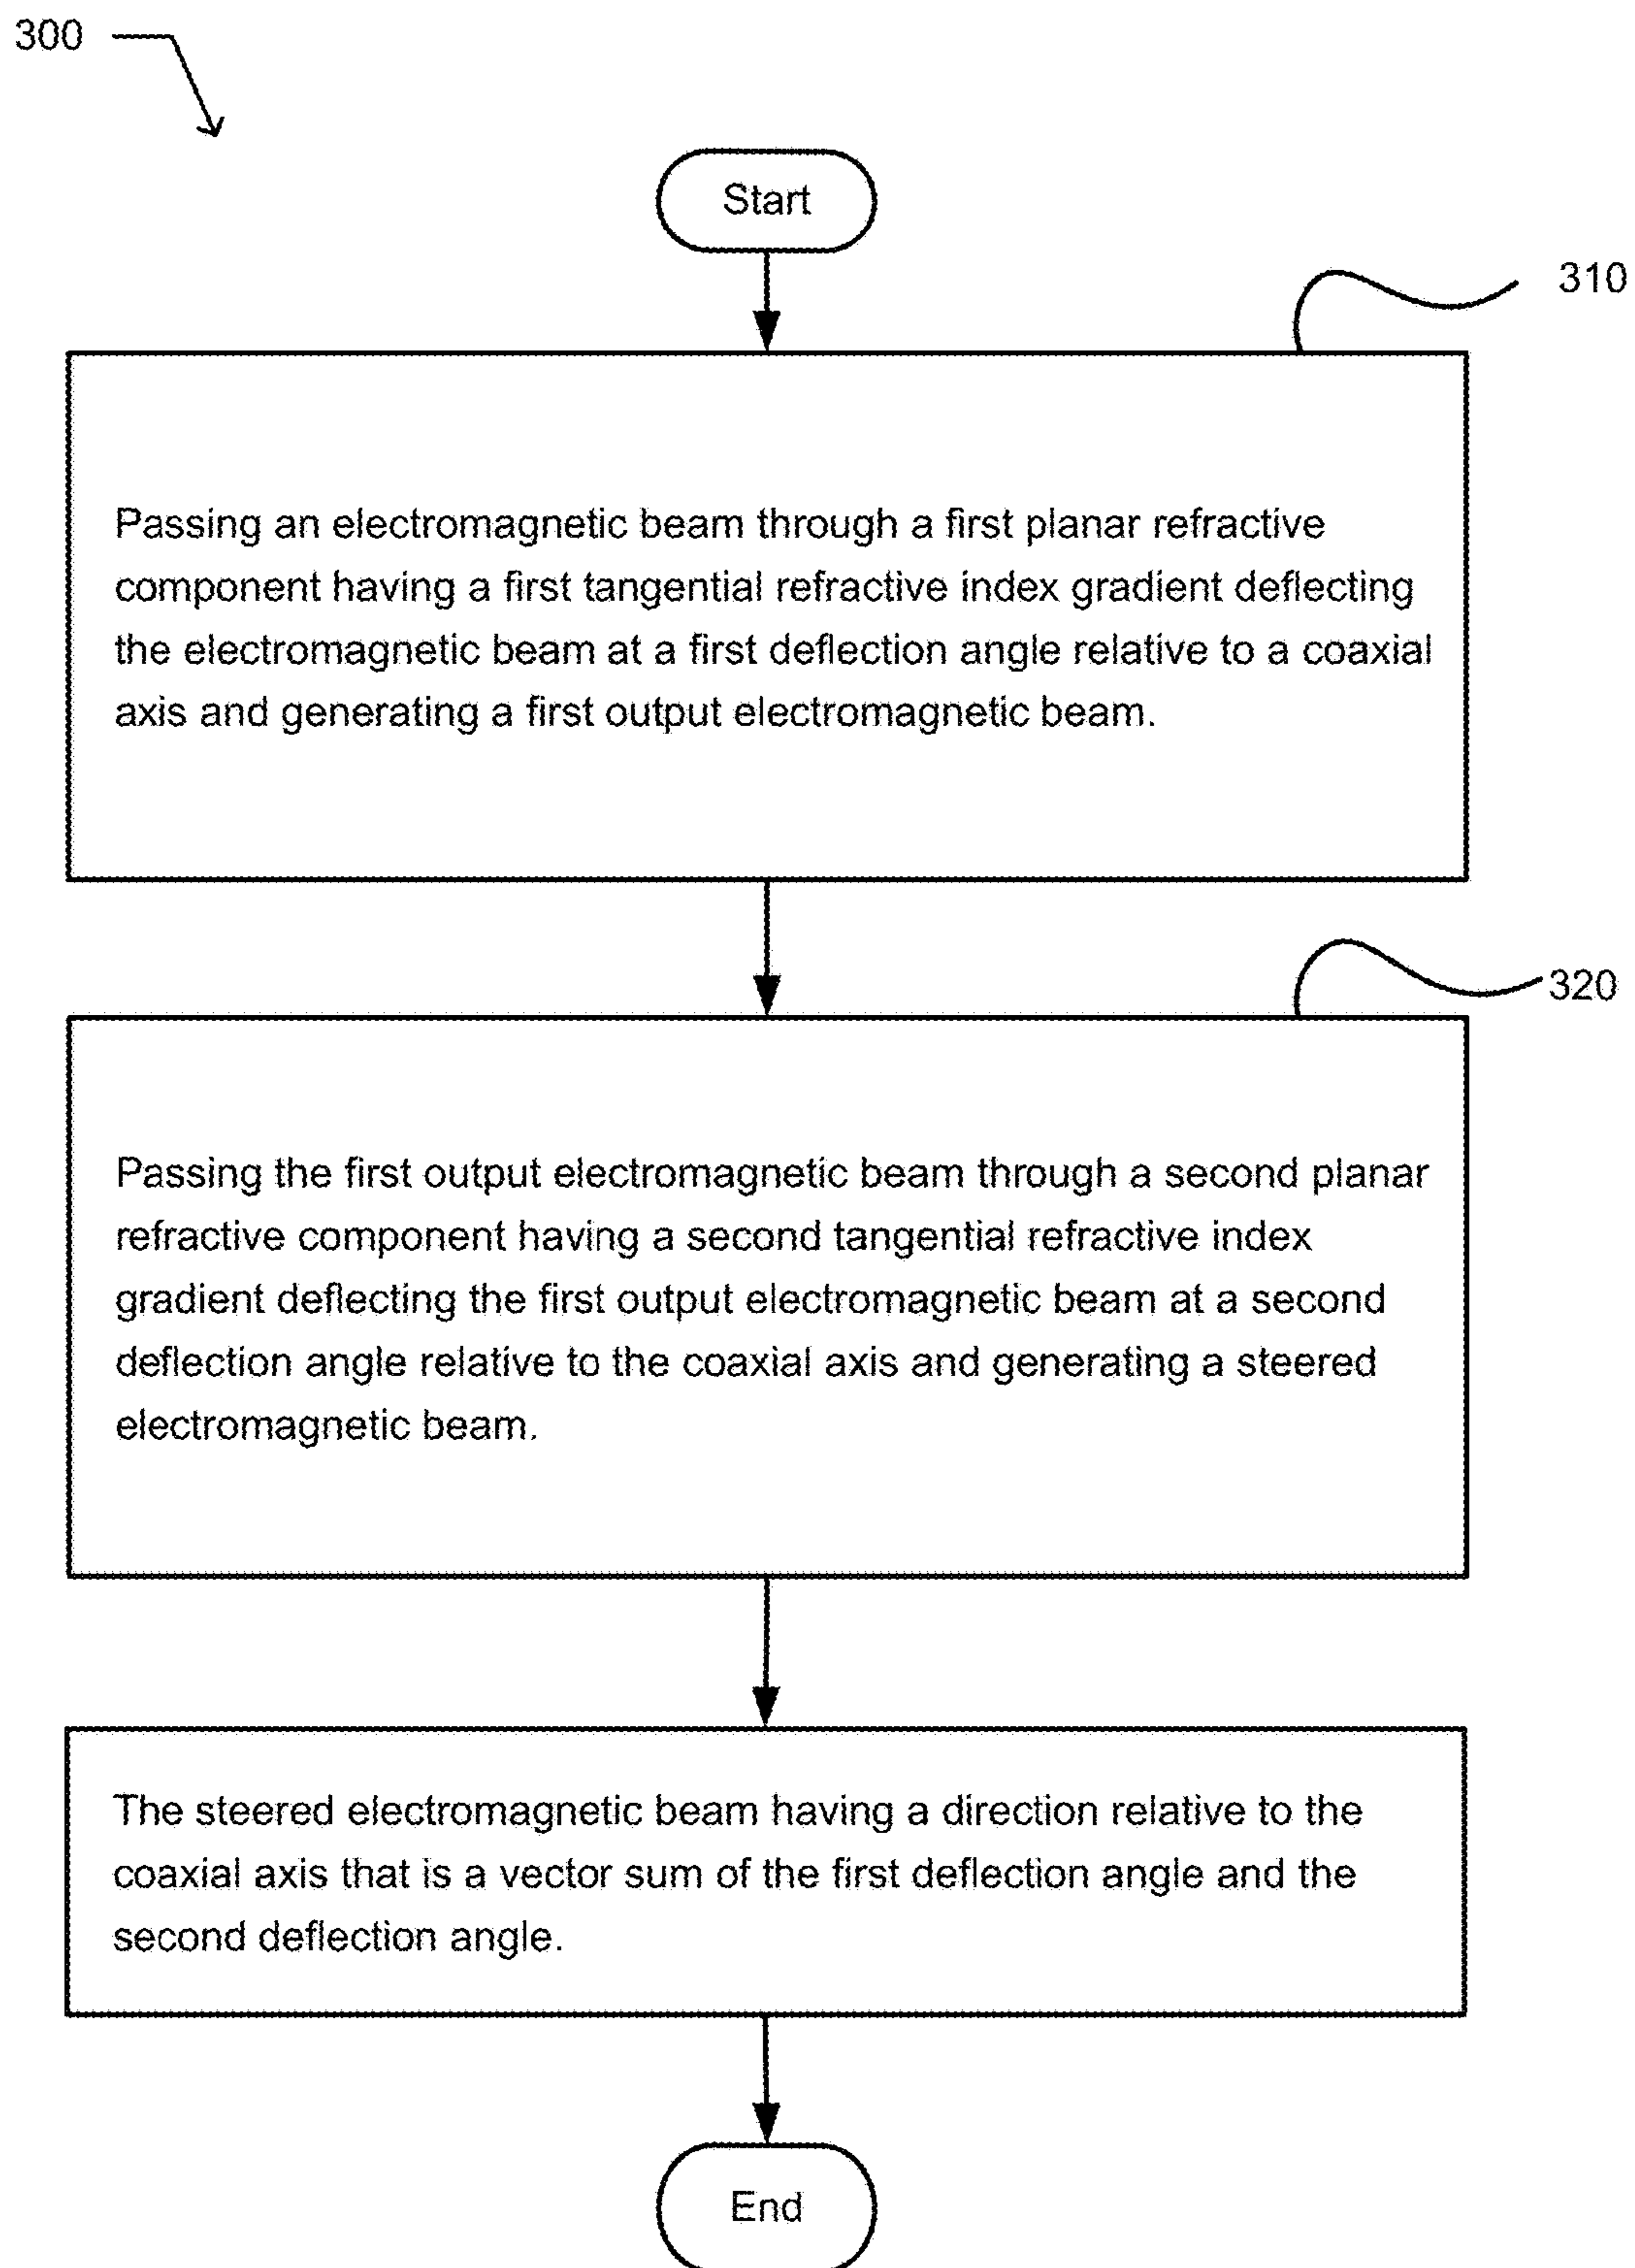 300
Start
310
Passing an electromagnetic beam through a first planar refractive
component having a first tangential refractive index gradient deflecting
the electromagnetic beam at a first deflection angle relative to a coaxial
axis and generating a first output electromagnetic beam.
320
Passing the first output electromagnetic beam through a second planar
refractive component having a second tangential refractive index
gradient deflecting the first output electromagnetic beam at a second
deflection angle relative to the coaxial axis and generating a steered
electromagnetic beam.
The steered electromagnetic beam having a direction relative to the
coaxial axis that is a vector sum of the first deflection angle and the
second deflection angle.
End